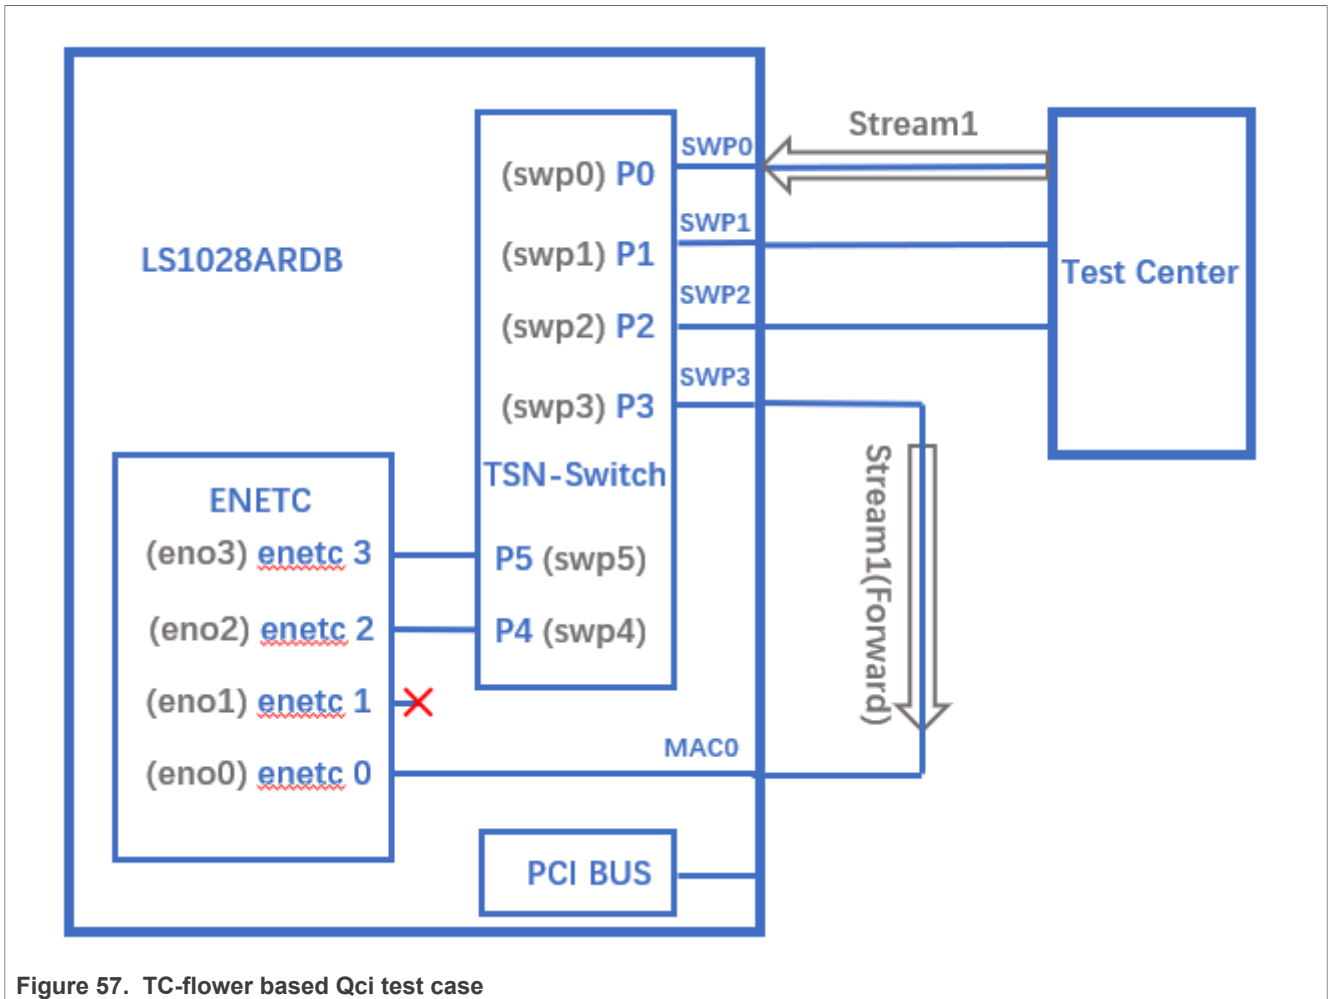 Stream1
SWP0
(swp0) P0
SWP1
(swp1) P1
LS1028ARDB
Test Center
SWP2
(swp2) P2
SWP3
(swp3) P3
TSN-Switch
Stream1(Forward)
ENETC
(eno3) enetc 3
P5 (swp5)
(eno2) enetc 2
P4 (swp4)
(eno1) enetc 1
MAC0
(eno0) enetc 0
PCI BUS
Figure 57. TC-flower based Qci test case